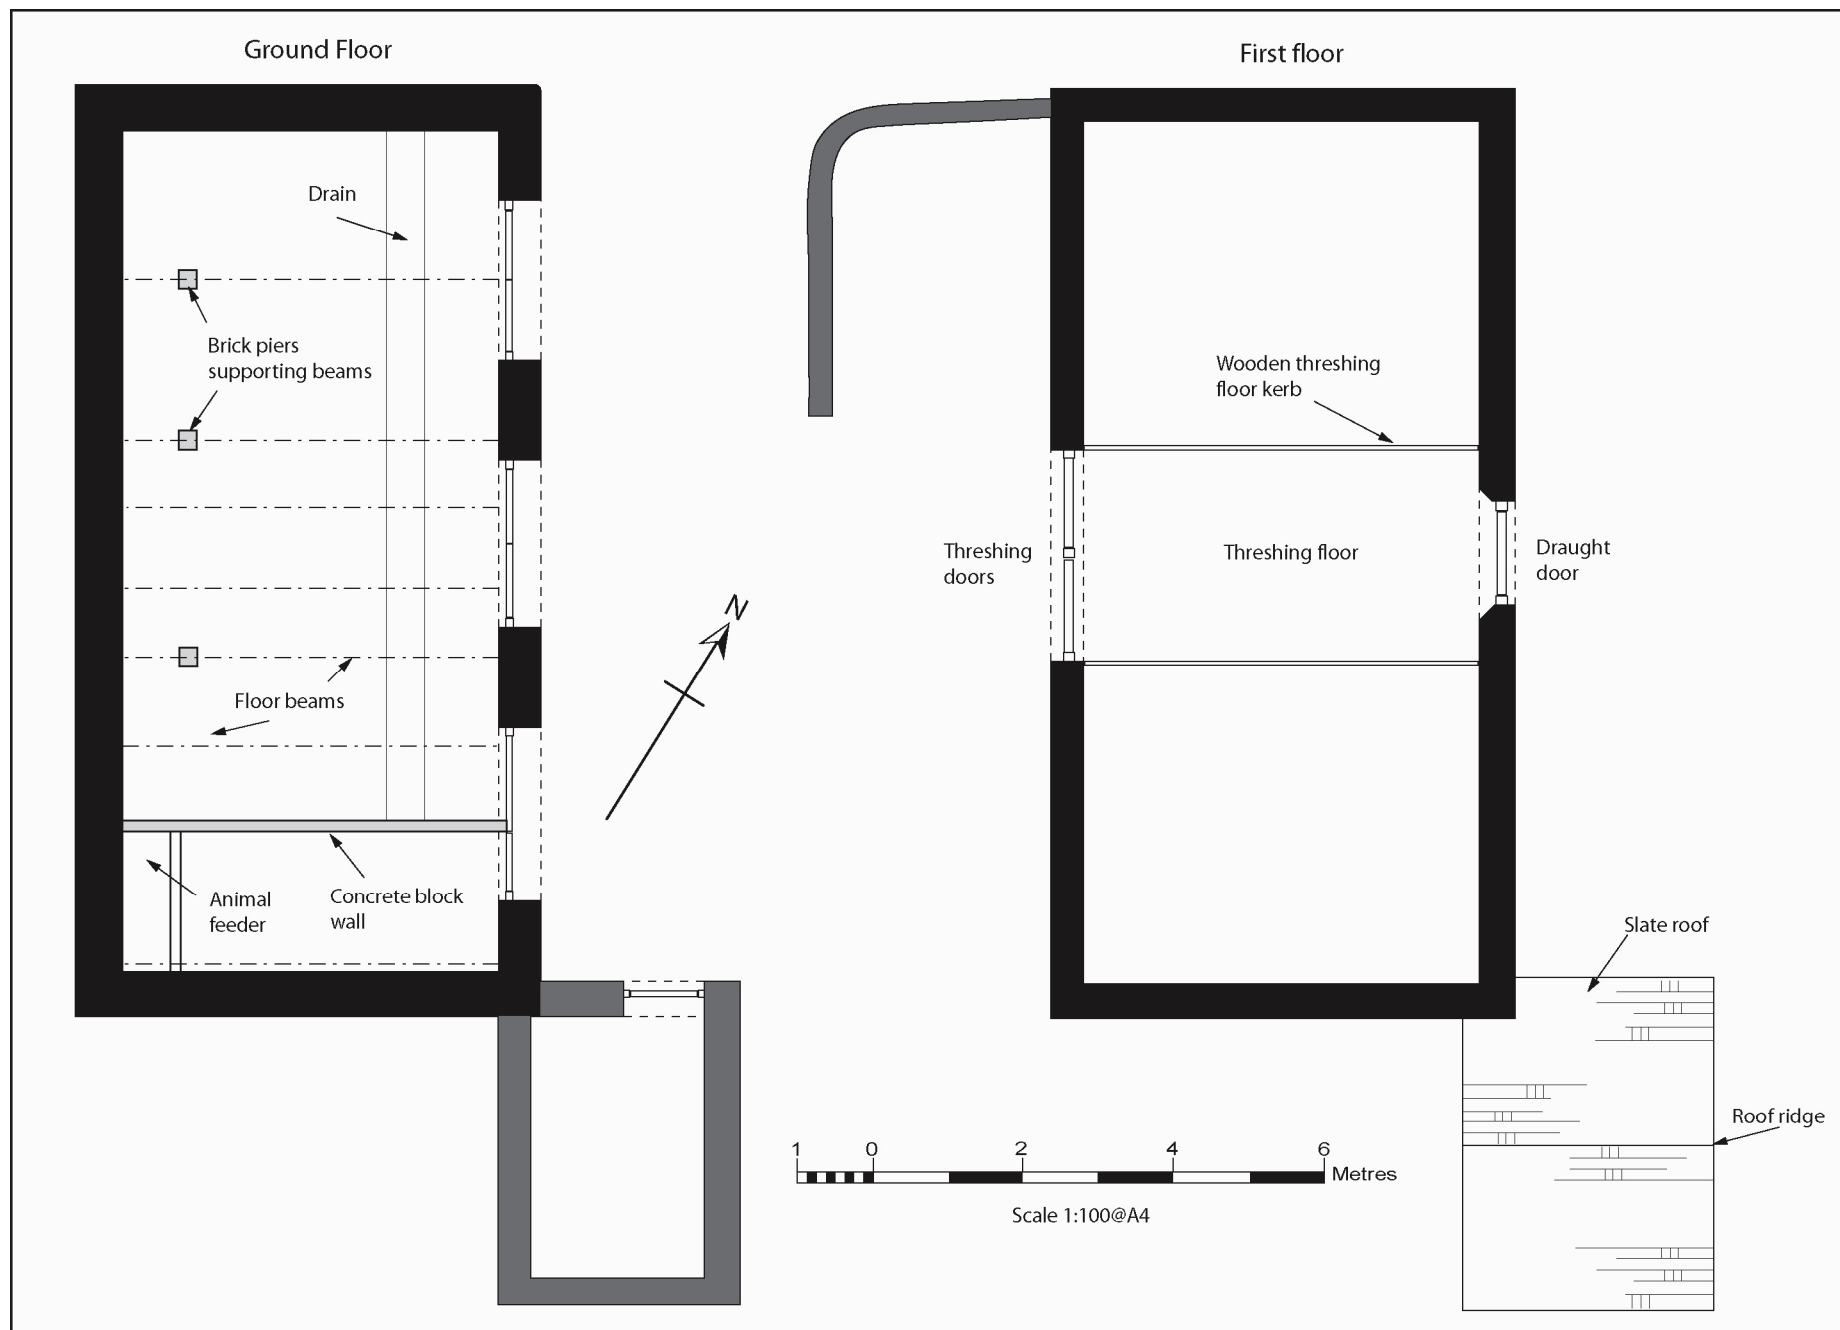 Ground Floor
First floor
Drain
Brick piers
supporting beams
Wooden threshing
floor kerb
Threshing
doors
Threshing floor
Draught
door
N
Floor beams
Animal
feeder
Concrete block
wall
Slate roof
Roof ridge
1 0 2 4 6
Metres
Scale 1:100@A4